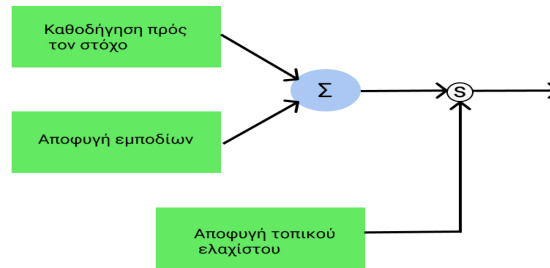 Καθοδήγηση πρός
τον στόχο
Σ
S
Αποφυγή εμποδίων
Αποφυγή τοπικού
ελαχίστου